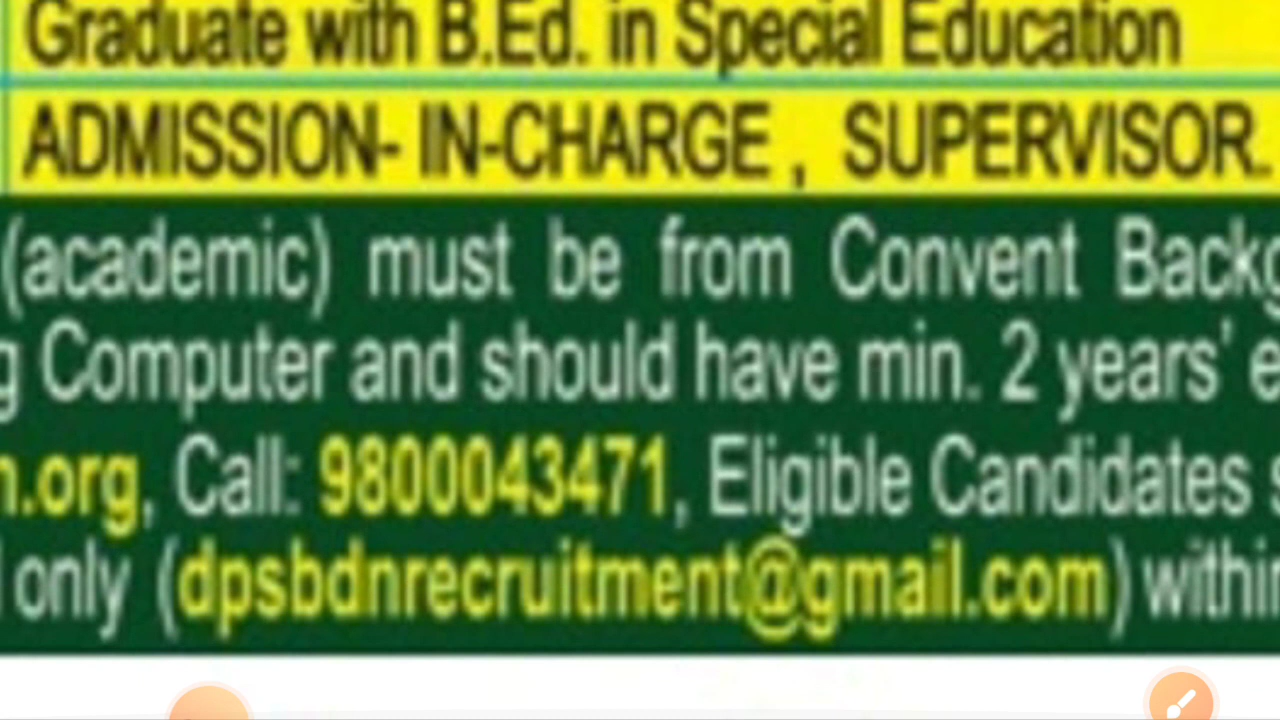 Graduate with B.Ed. in Special Education
ADMISSION- IN-CHARGE , SUPERVISOR.
(academic) must be from Convent
Computer and should have min. 2 years'
.org, Call: 9800043471, Eligible Candidates
only (dpsbdnrecruitment@gmail.com)